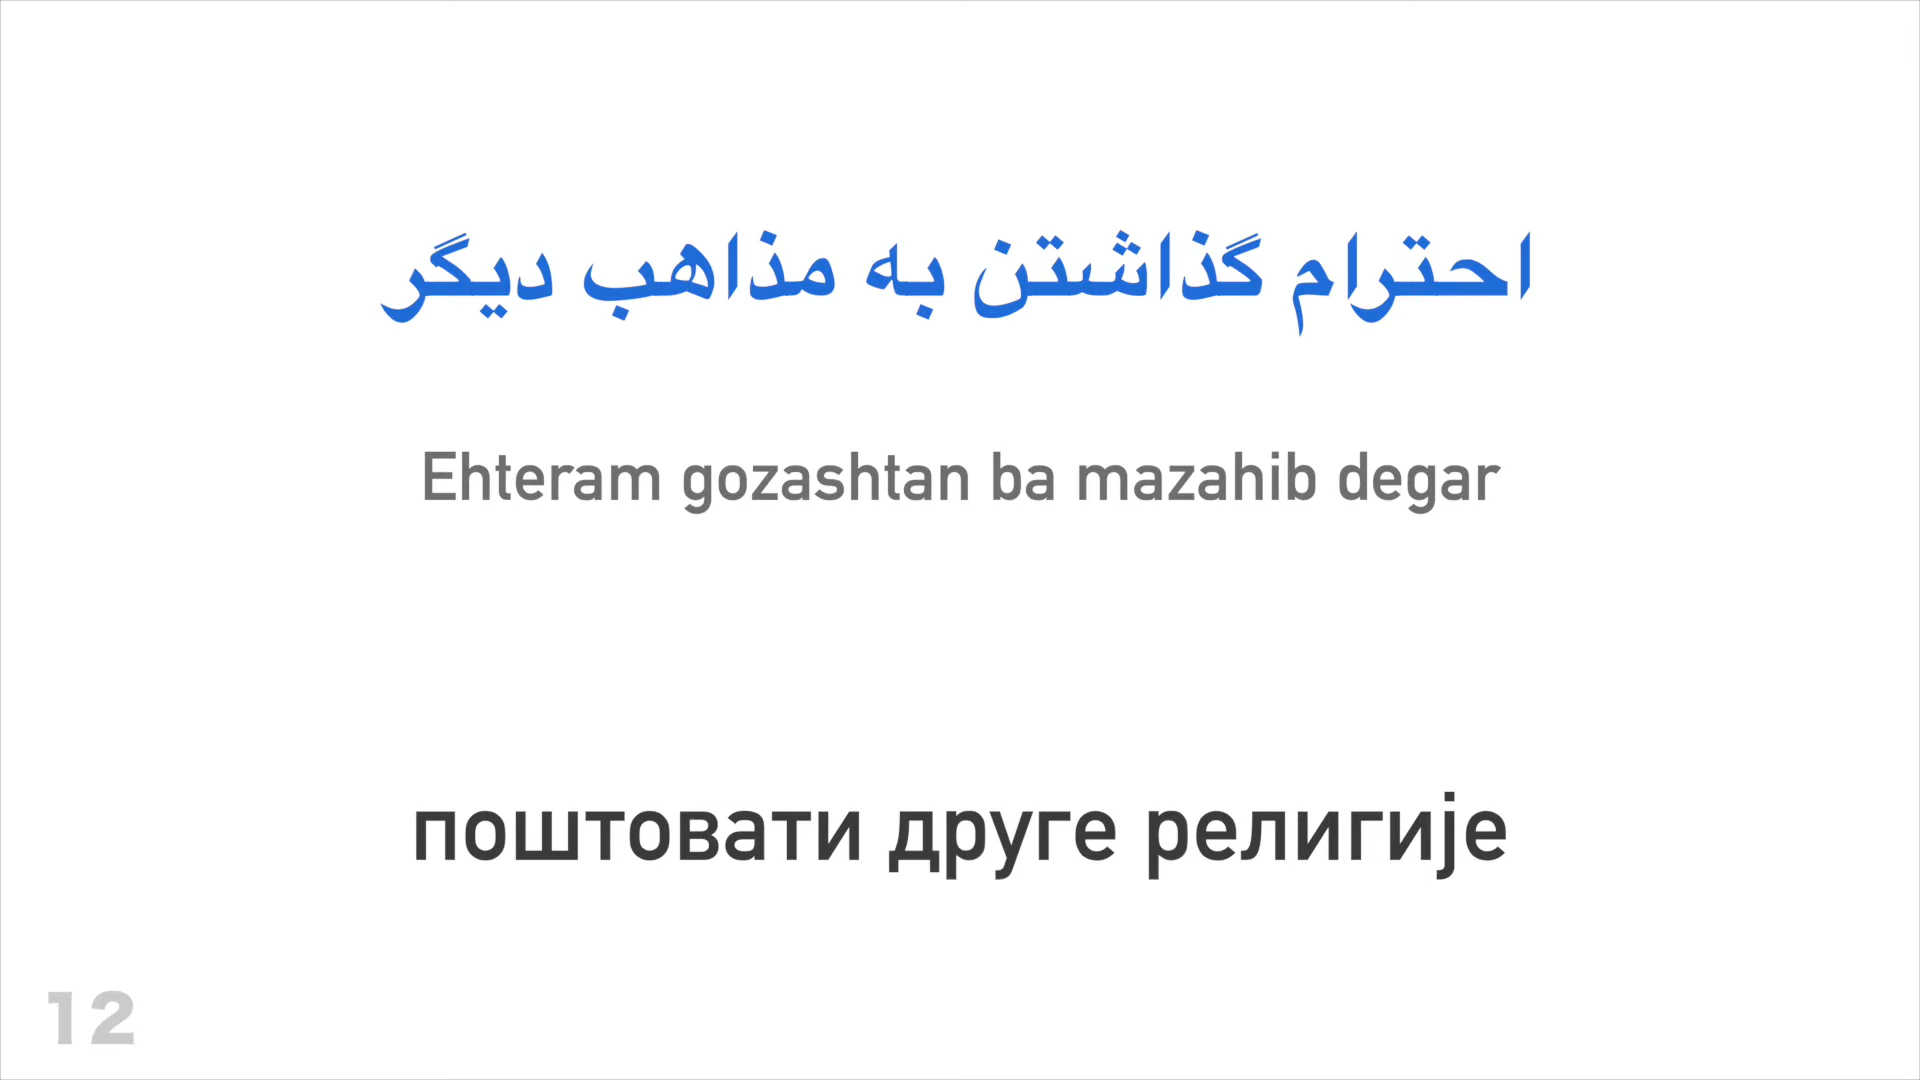 احترام گذاشتن به مذاهب دیگر
Ehteram gozashtan ba mazahib degar
поштовати друге религије
12